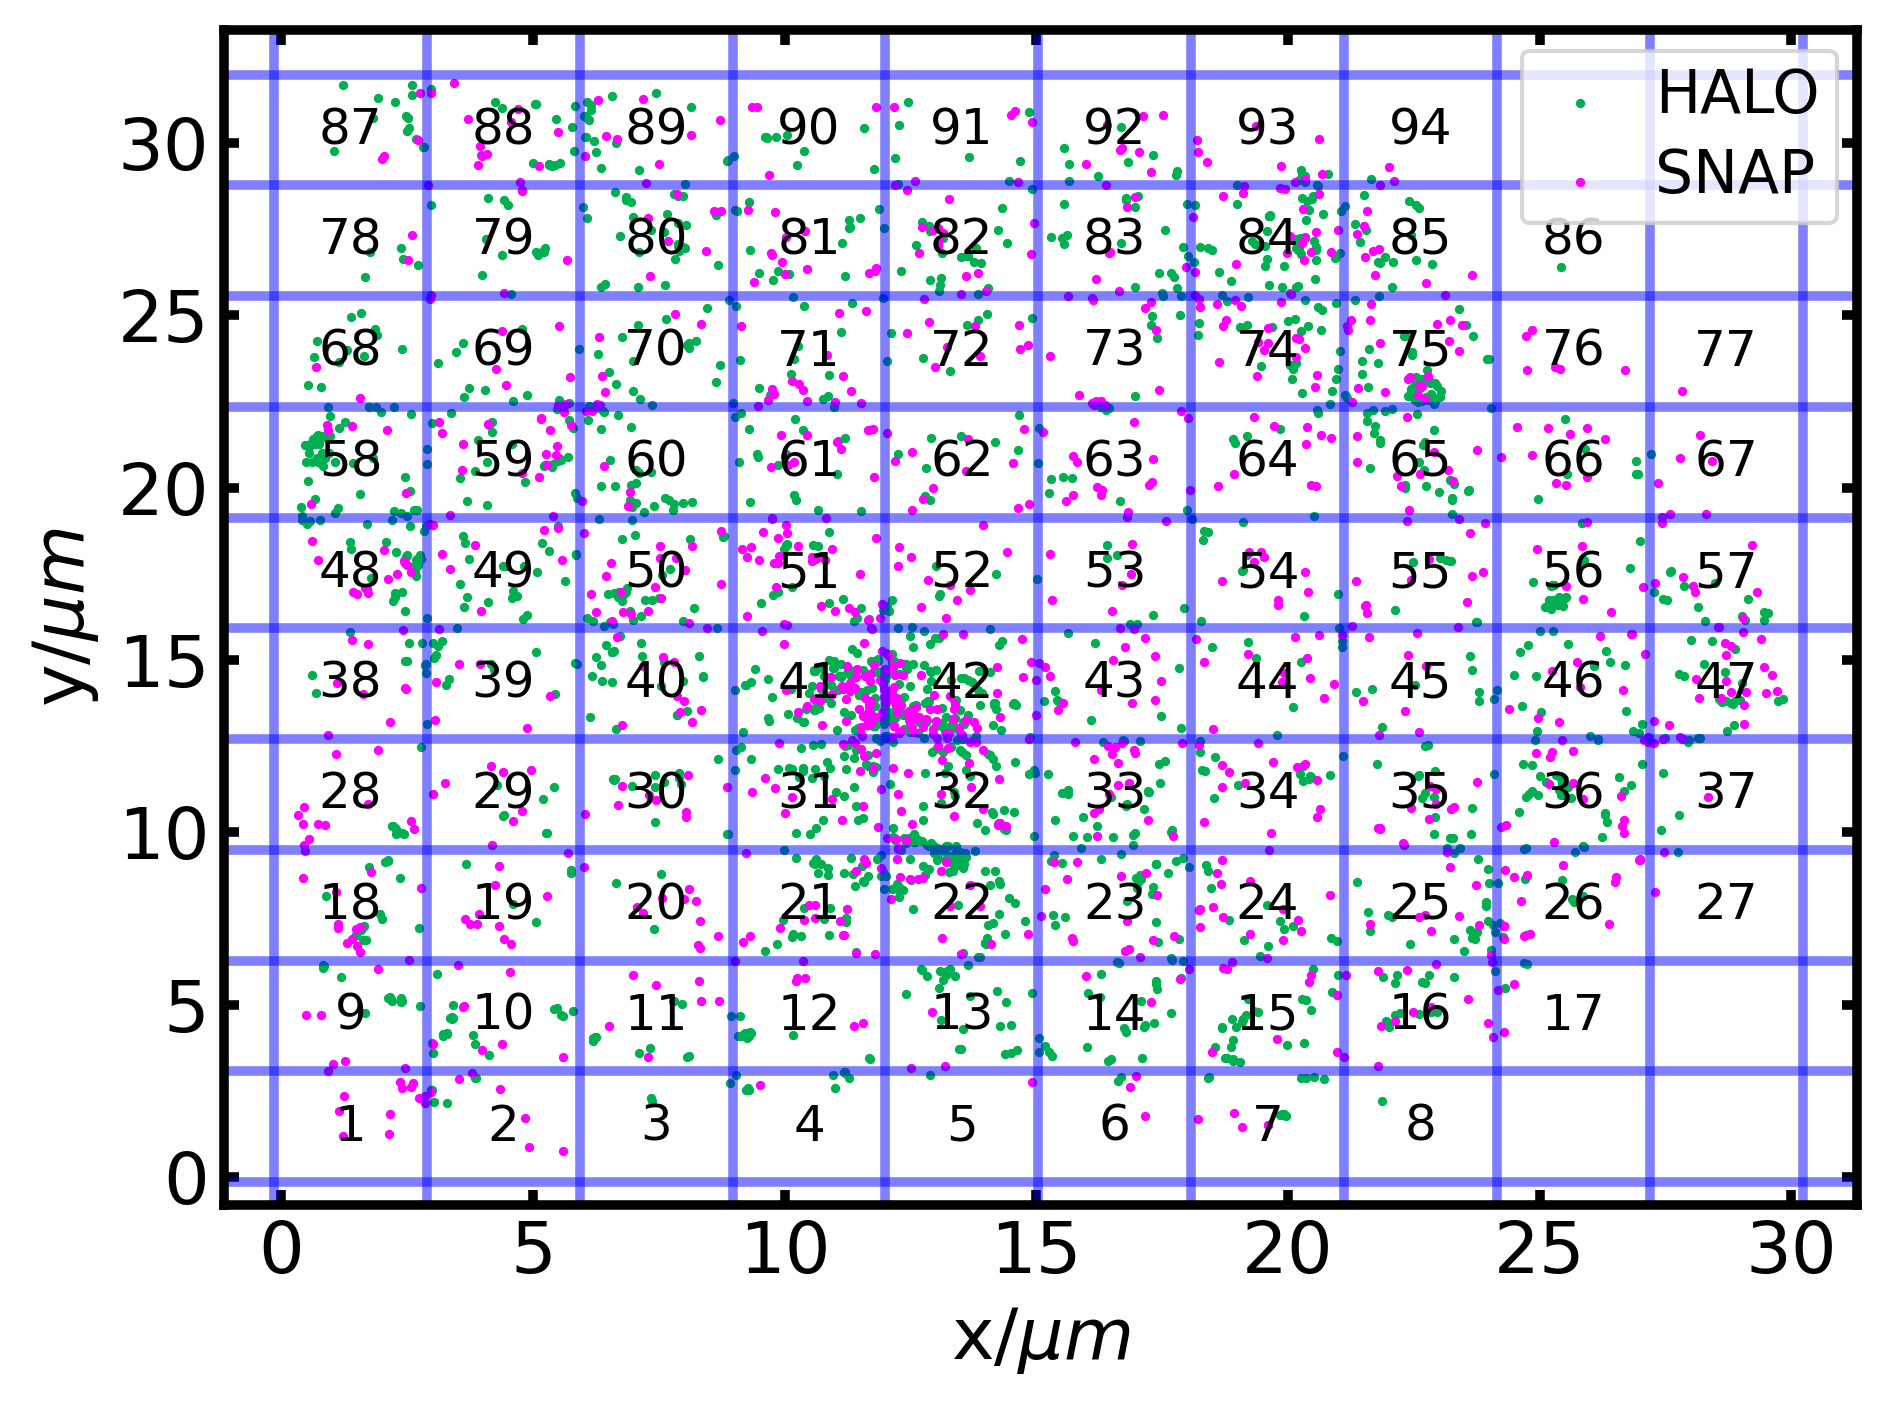 HALO
SNAP
87 88 89 90 91 92 93 94
78 79 80 81 82 83 84 85 86
68 69 70 71 72 73 74 75 76 77
58 59 60 61 62 63 64 65 66 67
48 49 50 51 52 53 54 55 56 57
38 39 40 41 42 43 44 45 46 47
28 29 30 31 32 33 34 35 36 37
18 19 20 21 22 23 24 25 26 27
9 10 11 12 13 14 15 16 17
1 2 3 4 5 6 7 8
30
25
20
15
10
5
0
y/μm
0 5 10 15 20 25 30
x/μm